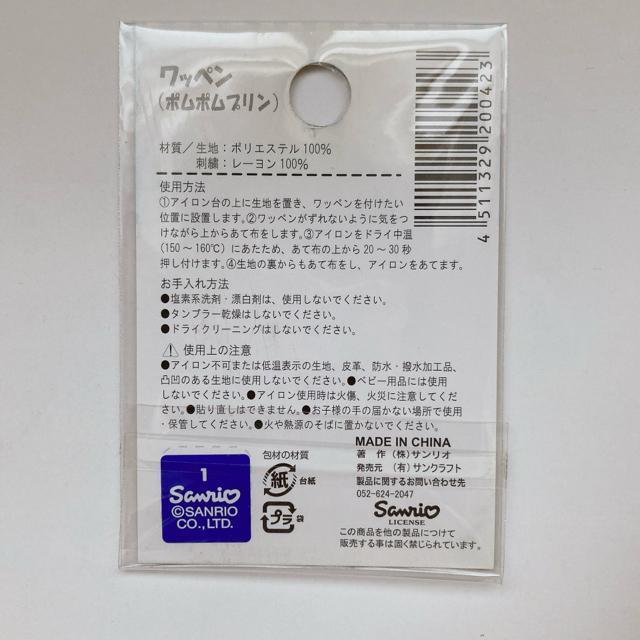 ワッペン
(ポムポムプリン)
材質／生地：ポリエステル100%
刺繍：レーヨン100%
4511329200423
使用方法
①アイロン台の上に生地を置き、ワッペンを付けたい
位置に設置します。②ワッペンがずれないように気をつ
けながら上からあて布をします。③アイロンをドライ中温
(150～160℃)にあたため、あて布の上から20～30秒
押し付けます。④生地の裏からもあて布をし、アイロンをあてます。
お手入れ方法
●塩素系洗剤・漂白剤は、使用しないでください。
●タンブラー乾燥はしないでください。
●ドライクリーニングはしないでください。
使用上の注意
●アイロン不可または低温表示の生地、皮革、防水・撥水加工品、
凸凹のある生地に使用しないでください。●ベビー用品には使用
しないでください。●アイロン使用時は火傷、火災に注意してくだ
さい。●貼り直しはできません。●お子様の手の届かない場所で使用
・保管してください。●火や熱源のそばに置かないでください。
1
Sanrio
©SANRIO
CO., LTD.
包材の材質
紙 台紙
プラ 袋
MADE IN CHINA
著作 (株)サンリオ
発売元 (有)サンクラフト
製品に関するお問い合わせ先
052-624-2047
Sanrio
LICENSE
この商品を他の製品につけて
販売する事は固く禁じられています。